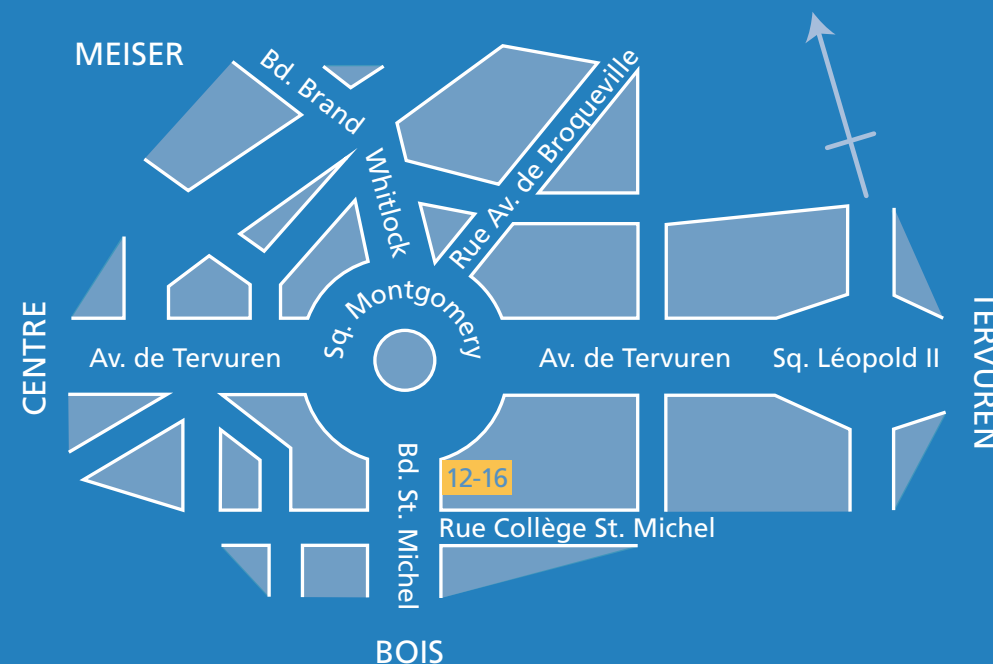 MEISER
Bd. Brand
Whitlock
Rue Av. de Broqueville
Sq. Montgomery
CENTRE
Av. de Tervuren
Av. de Tervuren
Sq. Léopold II
TERVUREN
Bd. St. Michel
12-16
Rue Collège St. Michel
BOIS